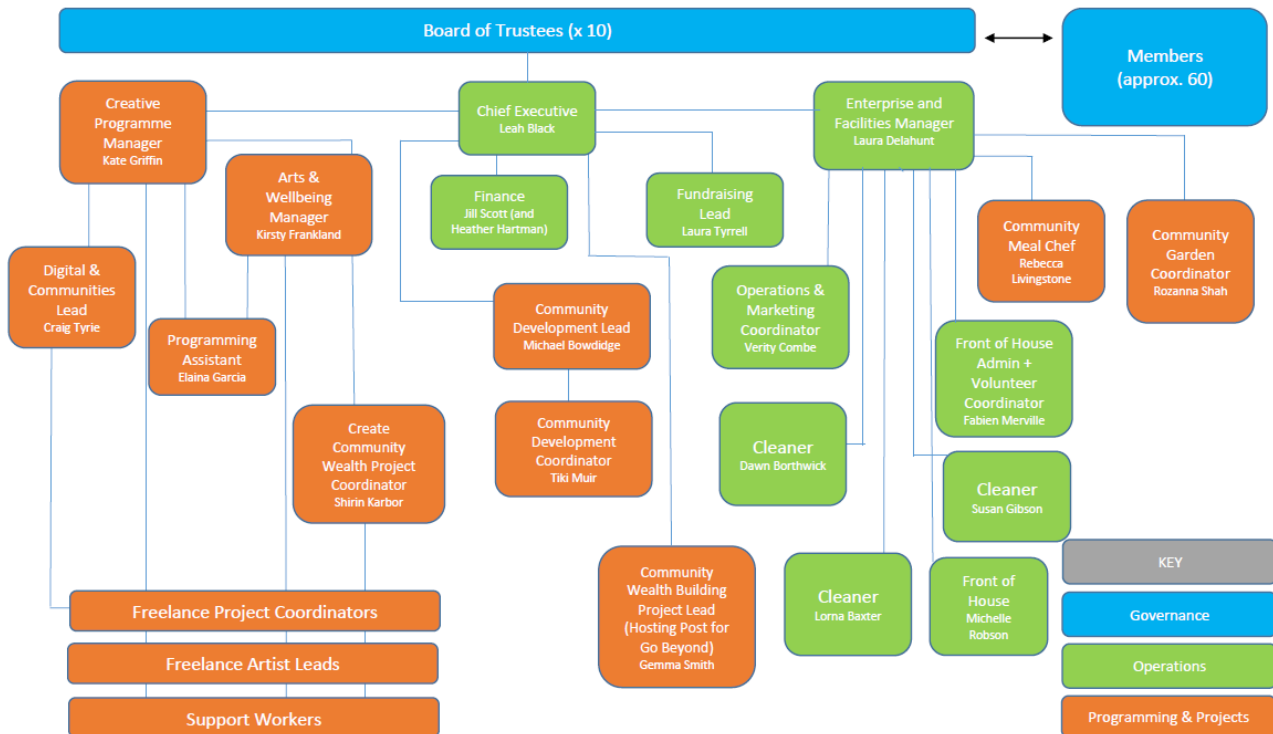 Board of Trustees (x 10)
Members
(approx. 60)
Creative
Programme
Manager
Kate Griffin
Chief Executive
Leah Black
Enterprise and
Facilities Manager
Laura Delahunt
Arts &
Wellbeing
Manager
Kirsty Frankland
Finance
Jill Scott (and
Heather Hartman)
Fundraising
Lead
Laura Tyrrell
Community
Meal Chef
Rebecca
Livingstone
Community
Garden
Coordinator
Rozanna Shah
Digital &
Communities
Lead
Craig Tyrie
Operations &
Marketing
Coordinator
Verity Combe
Community
Development Lead
Michael Bowdidge
Programming
Assistant
Elaina Garcia
Front of House
Admin +
Volunteer
Coordinator
Fabien Merville
Create
Community
Wealth Project
Coordinator
Shirin Karbor
Community
Development
Coordinator
Tiki Muir
Cleaner
Dawn Borthwick
Cleaner
Susan Gibson
Community
Wealth Building
Project Lead
(Hosting Post for
Go Beyond)
Gemma Smith
Cleaner
Lorna Baxter
Front of
House
Michelle
Robson
Freelance Project Coordinators
Freelance Artist Leads
Support Workers
KEY
Governance
Operations
Programming & Projects